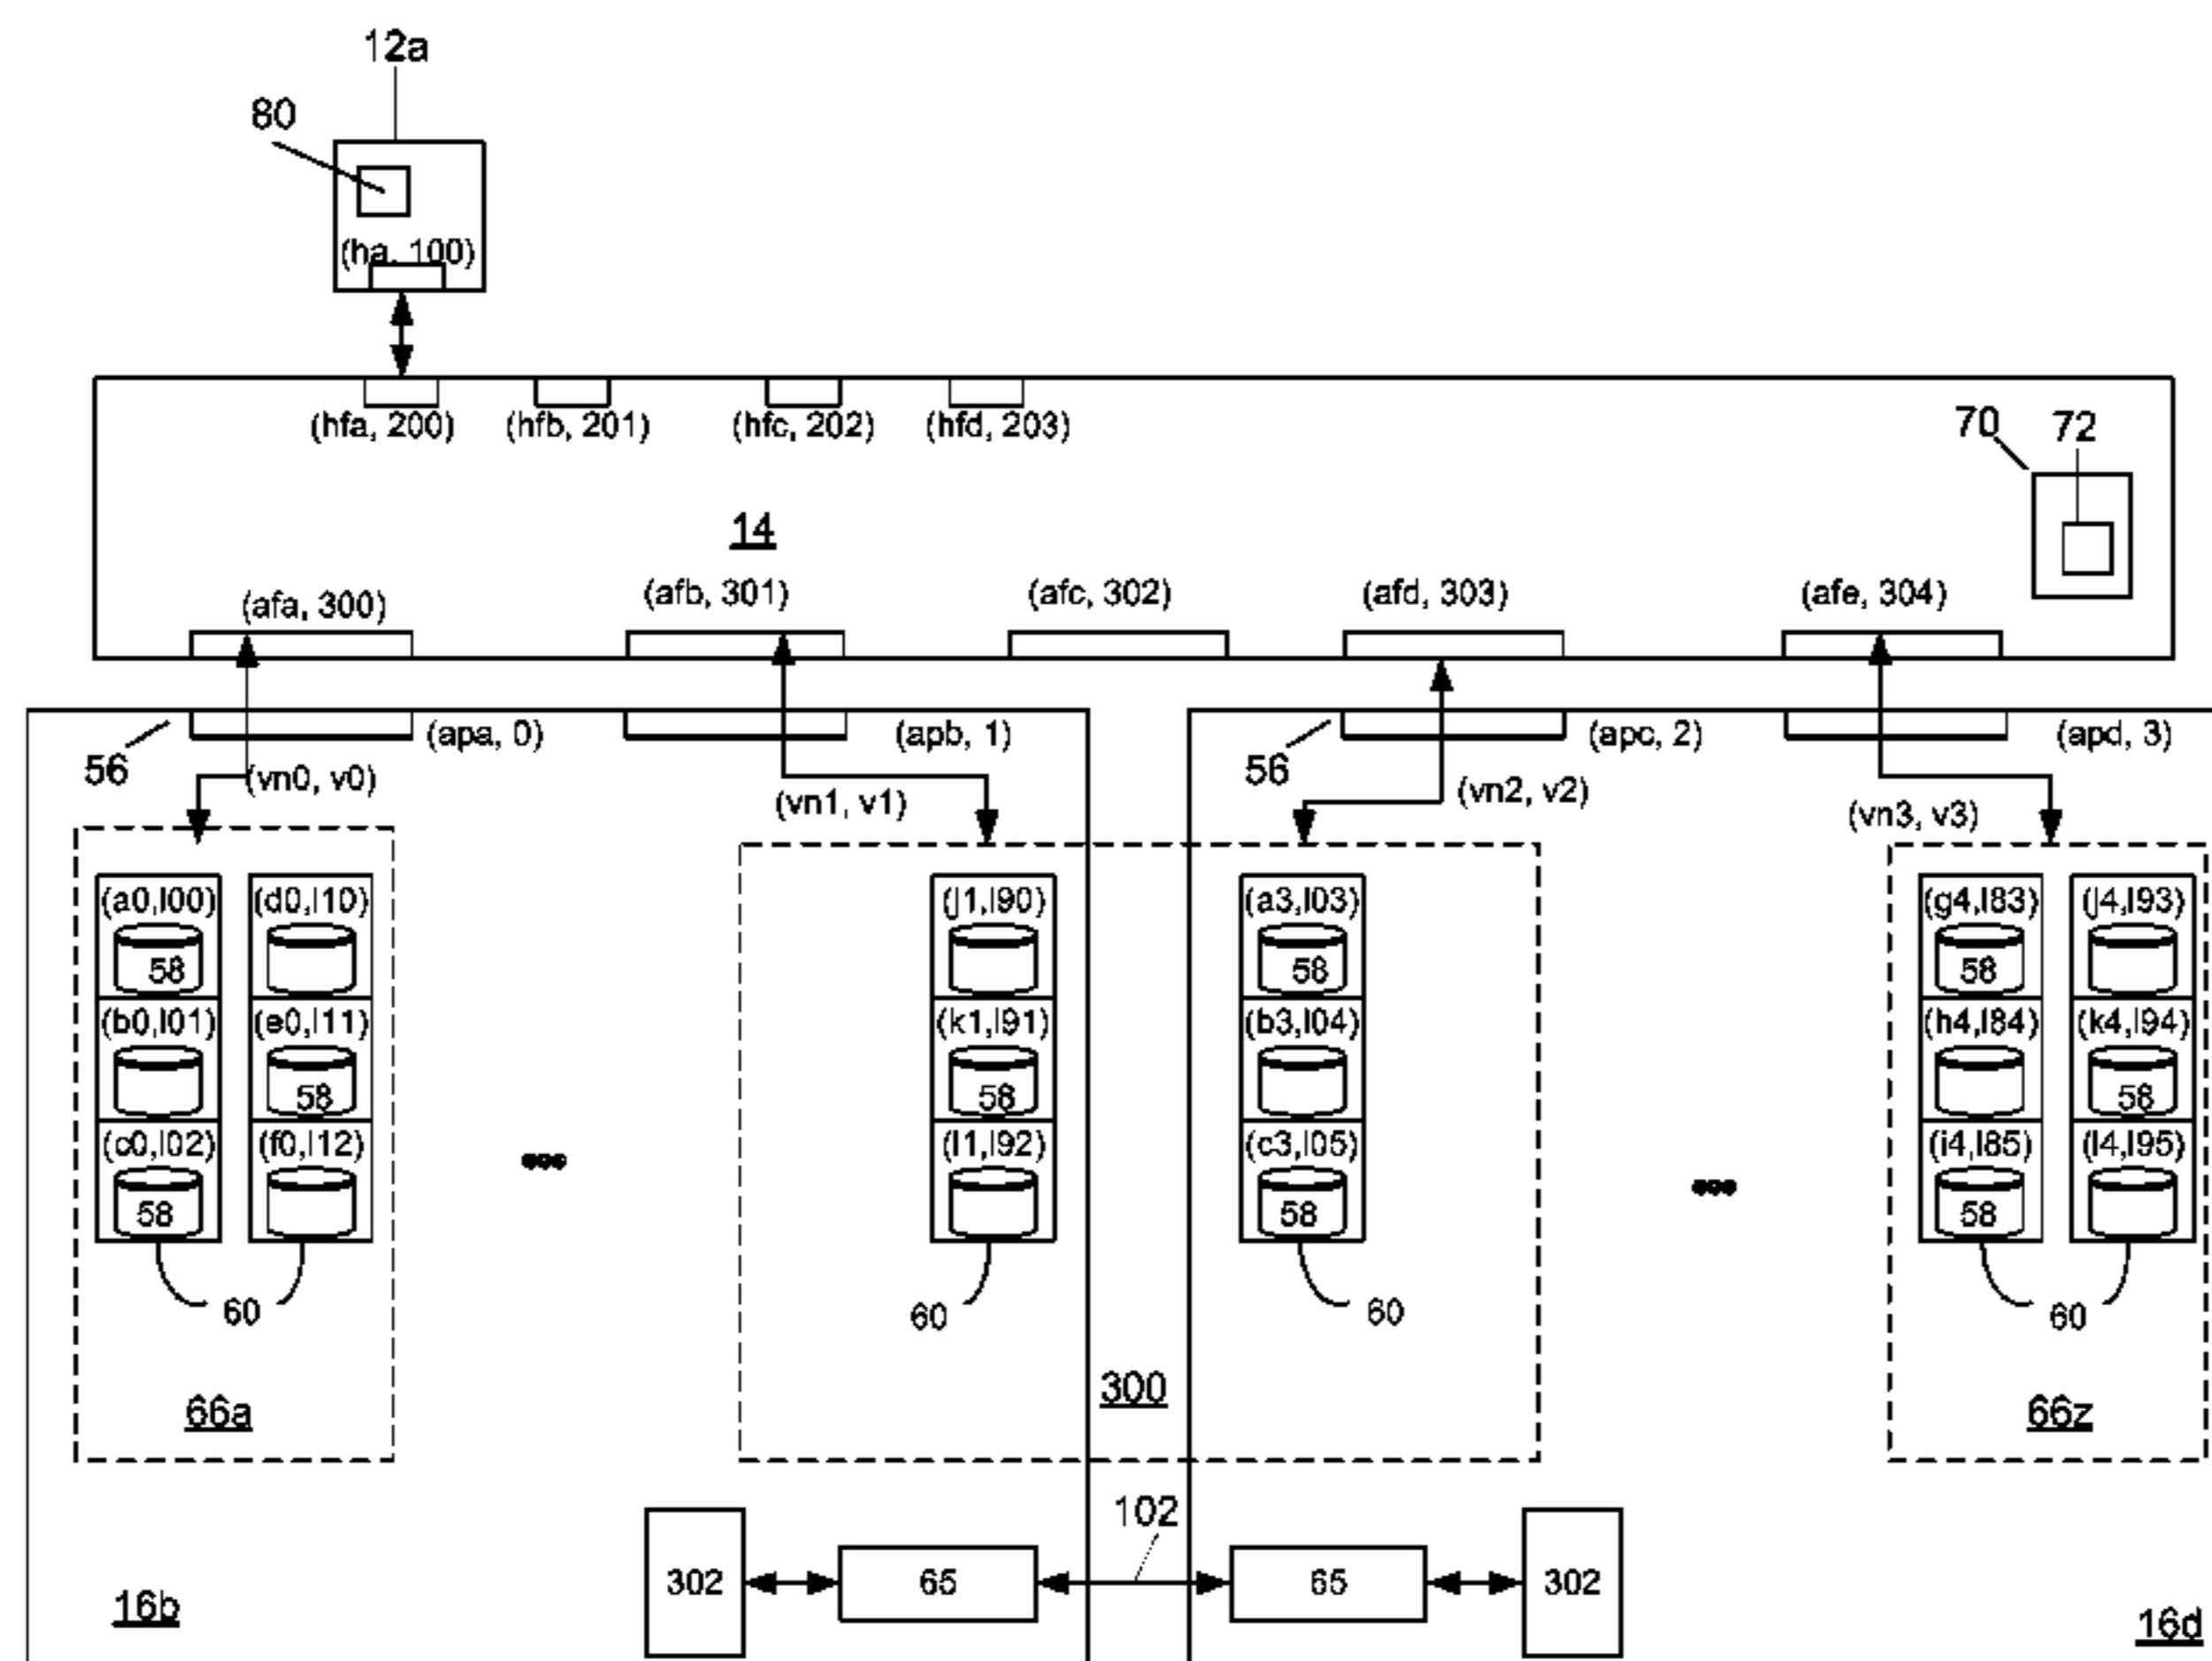 12a
80
(ha, 100)
(hfa, 200) (hfb, 201) (hfc, 202) (hfd, 203)
70 72
14
(afa, 300) (afb, 301) (afc, 302) (afd, 303) (afe, 304)
56 (apa, 0) (apb, 1) 56 (apc, 2) (apd, 3)
(vn0, v0) (vn1, v1) (vn2, v2) (vn3, v3)
(a0,l00) (d0,l10) (j1,l90) (a3,l03) (g4,l83) (j4,l93)
58 58 58
(b0,l01) (e0,l11) (k1,l91) (b3,l04) (h4,l84) (k4,l94)
58 58 58
(c0,l02) (f0,l12) (l1,l92) (c3,l05) (i4,l85) (l4,l95)
58 58 58
60 60 60 60
66a 300 66z
102
302 65 65 302
16b 16d